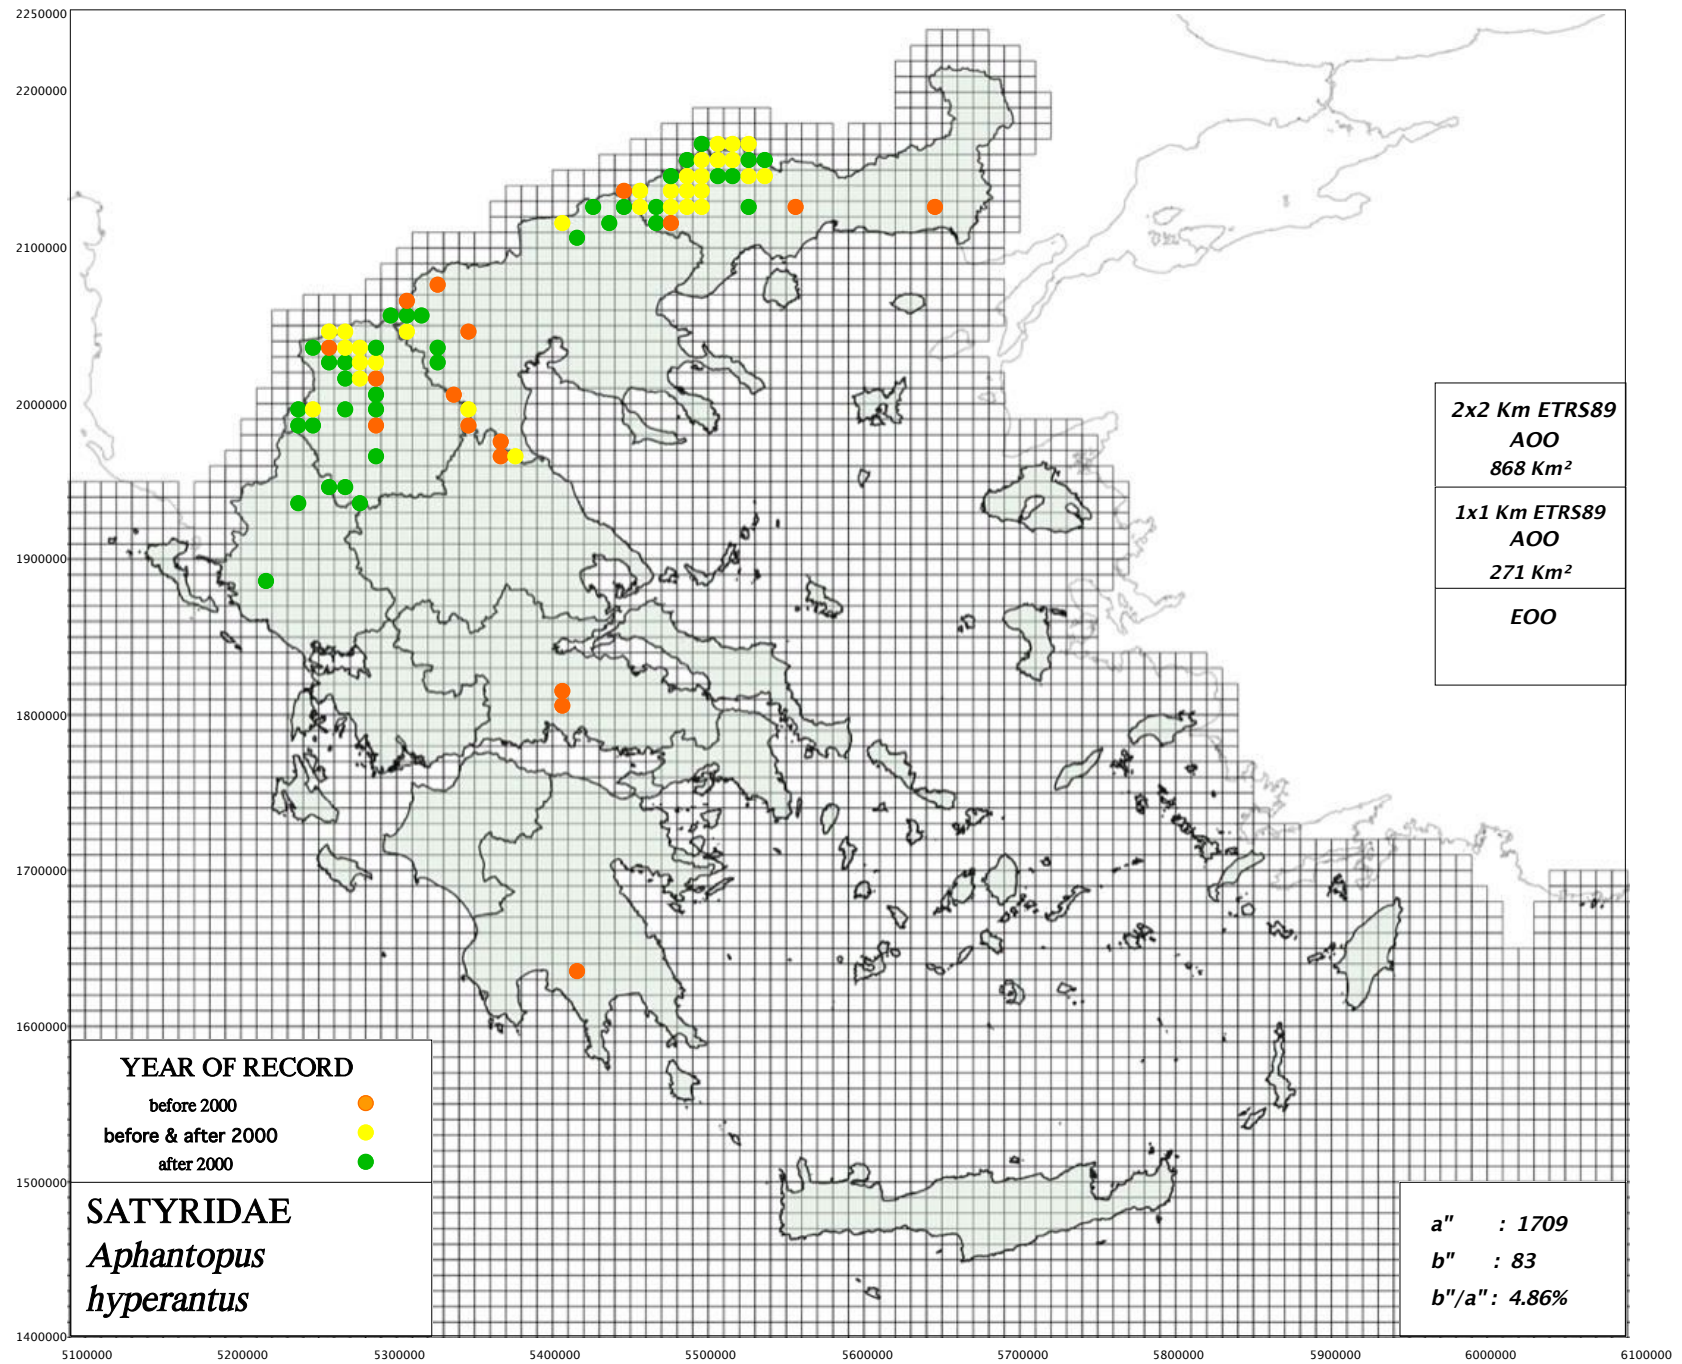 2250000
2200000
2100000
2000000
1900000
1800000
1700000
1600000
1500000
1400000
5100000 5200000 5300000 5400000 5500000 5600000 5700000 5800000 5900000 6000000 6100000
2x2 Km ETRS89
AOO
868 Km²
1x1 Km ETRS89
AOO
271 Km²
EOO
YEAR OF RECORD
before 2000
before & after 2000
after 2000
SATYRIDAE
Aphantopus
hyperantus
a" : 1709
b" : 83
b"/a" : 4.86%